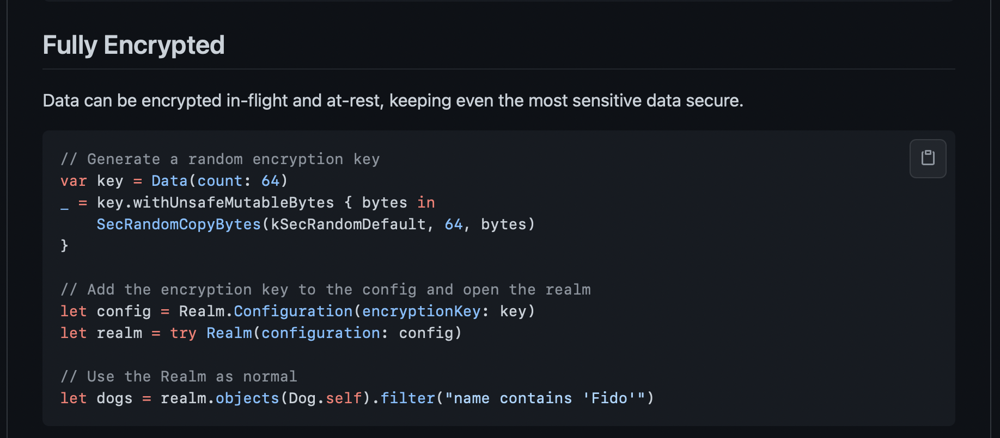 Fully Encrypted
Data can be encrypted in-flight and at-rest, keeping even the most sensitive data secure.
// Generate a random encryption key
var key = Data(count: 64)
_ = key.withUnsafeMutableBytes { bytes in
    SecRandomCopyBytes(kSecRandomDefault, 64, bytes)
}
// Add the encryption key to the config and open the realm
let config = Realm.Configuration(encryptionKey: key)
let realm = try Realm(configuration: config)
// Use the Realm as normal
let dogs = realm.objects(Dog.self).filter("name contains 'Fido'")